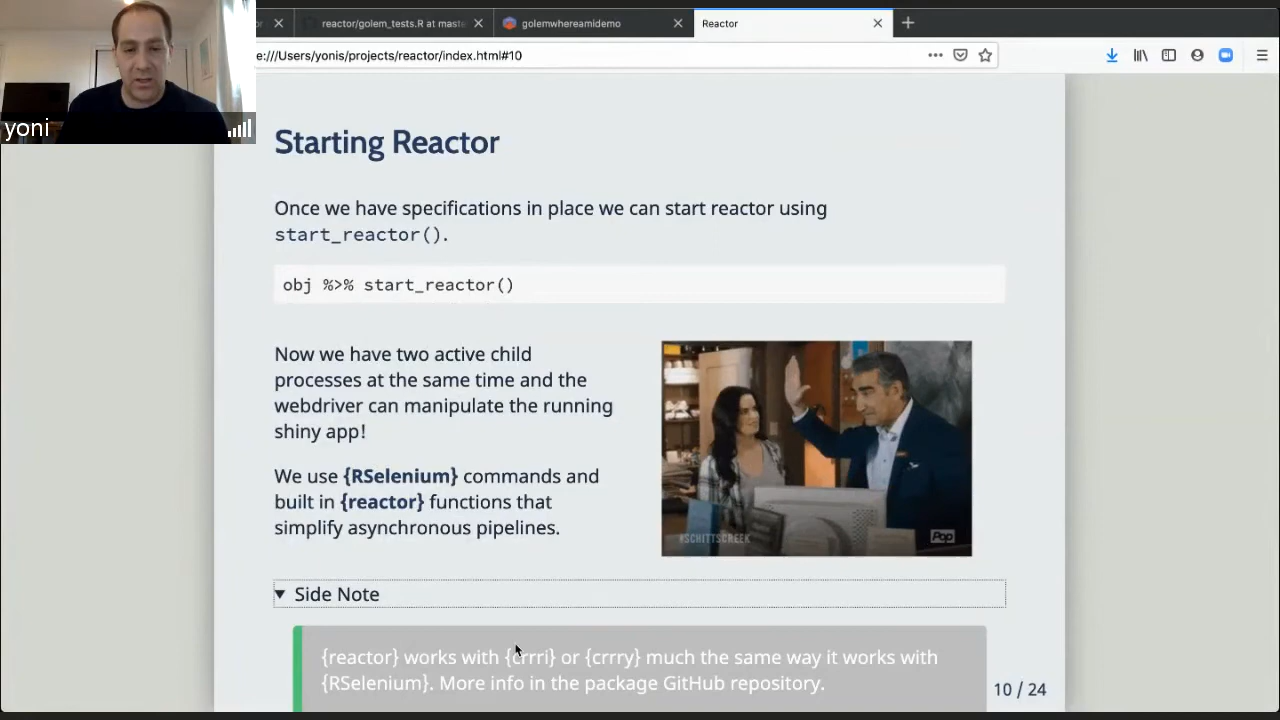 or
reactor/golem_tests.R at maste
golemwhereamidemo
Reactor
e:///Users/yonis/projects/reactor/index.html#10
yoni
Starting Reactor
Once we have specifications in place we can start reactor using
start_reactor().
obj %>% start_reactor()
Now we have two active child
processes at the same time and the
webdriver can manipulate the running
shiny app!
We use {RSelenium} commands and
built in {reactor} functions that
simplify asynchronous pipelines.
#SCHITTSCREEK
Pop
▼ Side Note
{reactor} works with {crrri} or {crrry} much the same way it works with
{RSelenium}. More info in the package GitHub repository.
10 / 24